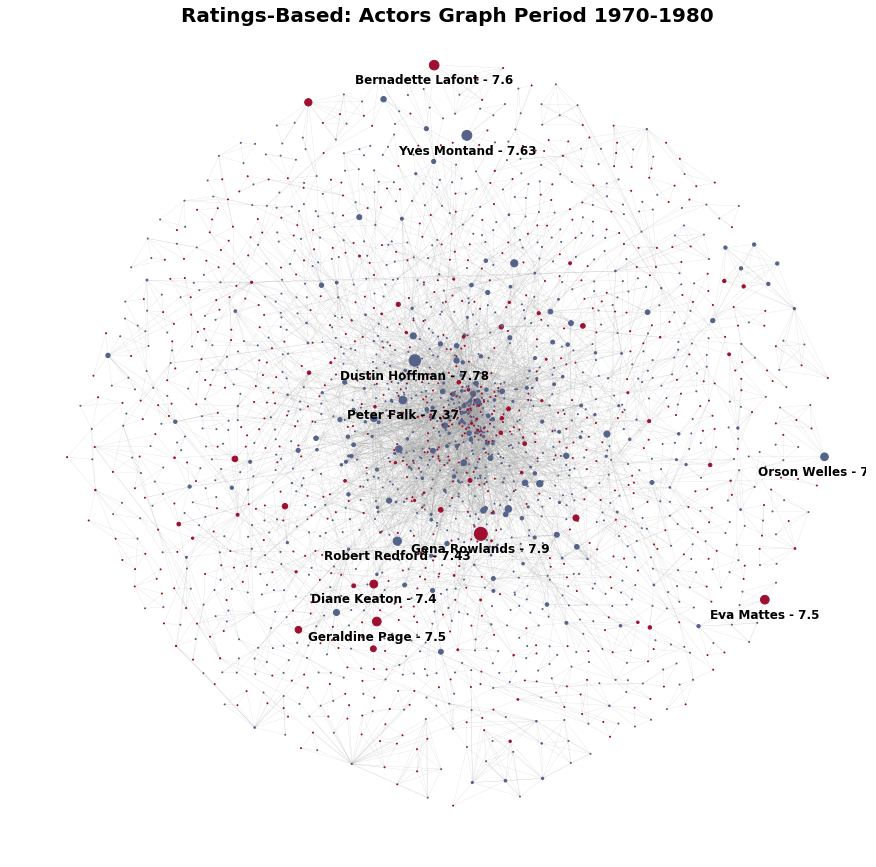 Ratings-Based: Actors Graph Period 1970-1980
Bernadette Lafont - 7.6
Yves Montand - 7.63
Dustin Hoffman - 7.78
Peter Falk - 7.37
Orson Welles - 7
Gena Rowlands - 7.9
Robert Redford - 7.43
Diane Keaton - 7.4
Eva Mattes - 7.5
Geraldine Page - 7.5